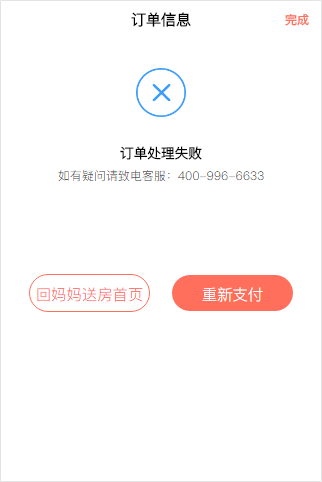 订单信息
完成
订单处理失败
如有疑问请致电客服：400-996-6633
回妈妈送房首页
重新支付